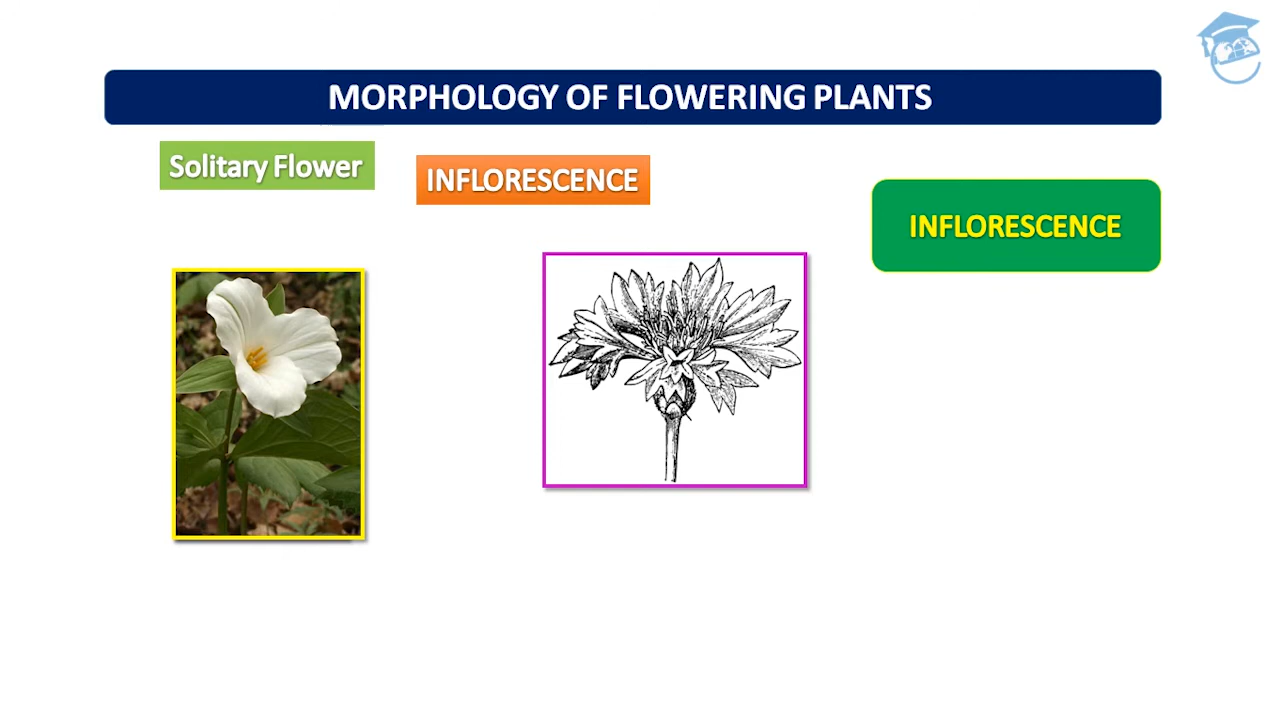 MORPHOLOGY OF FLOWERING PLANTS
Solitary Flower
INFLORESCENCE
INFLORESCENCE